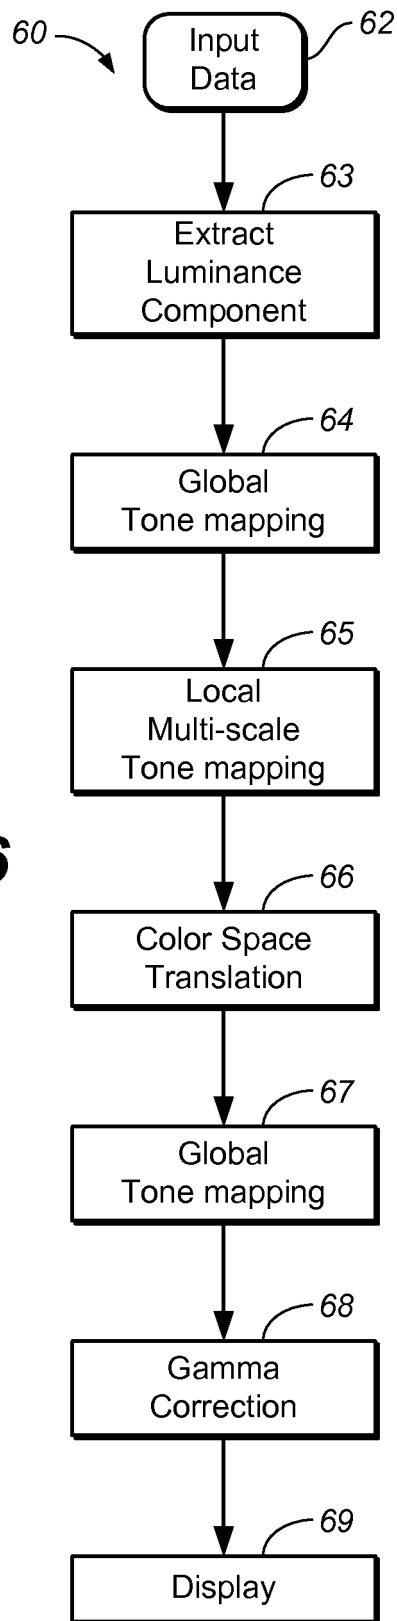 60
62
Input
Data
63
Extract
Luminance
Component
64
Global
Tone mapping
65
Local
Multi-scale
Tone mapping
66
Color Space
Translation
67
Global
Tone mapping
68
Gamma
Correction
69
Display